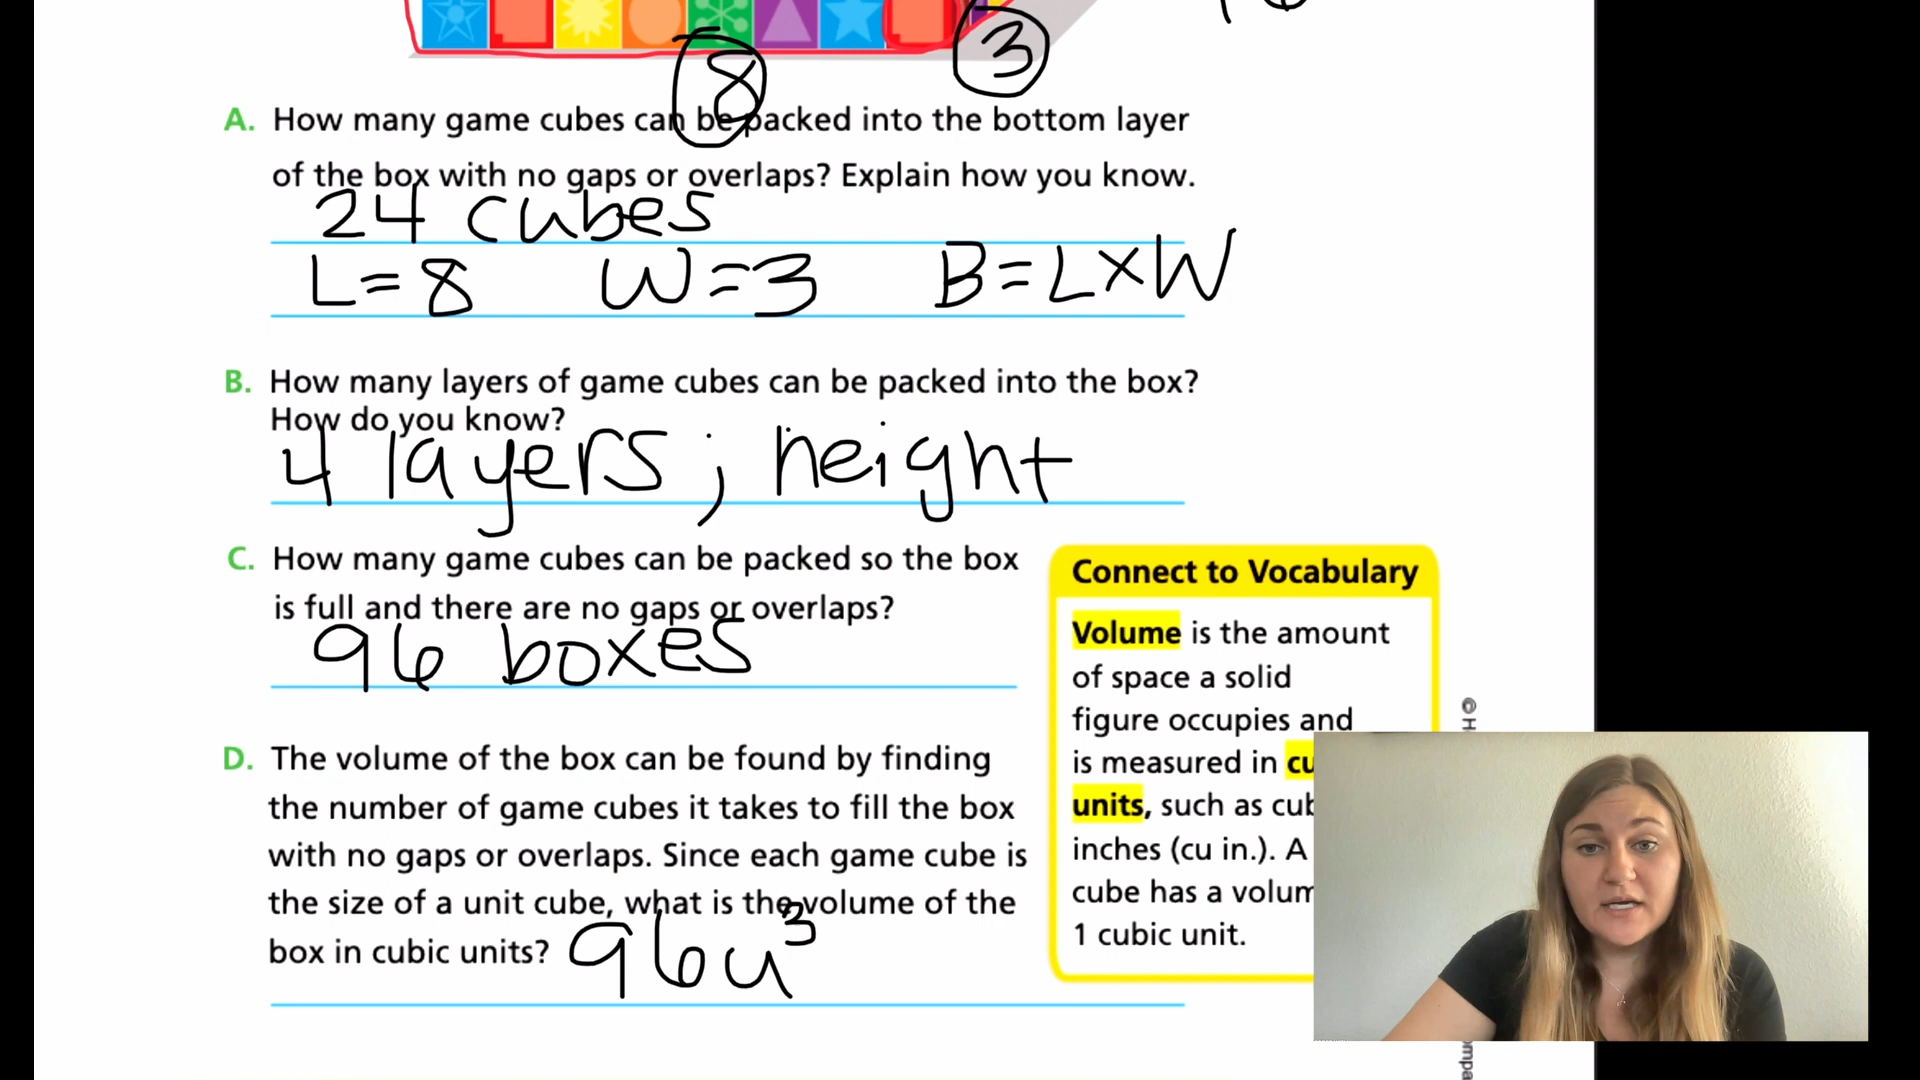 8
3
A. How many game cubes can be packed into the bottom layer
of the box with no gaps or overlaps? Explain how you know.
24 cubes
L=8 W=3 B=L×W
B. How many layers of game cubes can be packed into the box?
How do you know?
4 layers; height
C. How many game cubes can be packed so the box
is full and there are no gaps or overlaps?
96 boxes
D. The volume of the box can be found by finding
the number of game cubes it takes to fill the box
with no gaps or overlaps. Since each game cube is
the size of a unit cube, what is the volume of the
box in cubic units? 96u³
Connect to Vocabulary
Volume is the amount
of space a solid
figure occupies and
is measured in cu
units, such as cub
inches (cu in.). A
cube has a volum
1 cubic unit.
© H
ompa